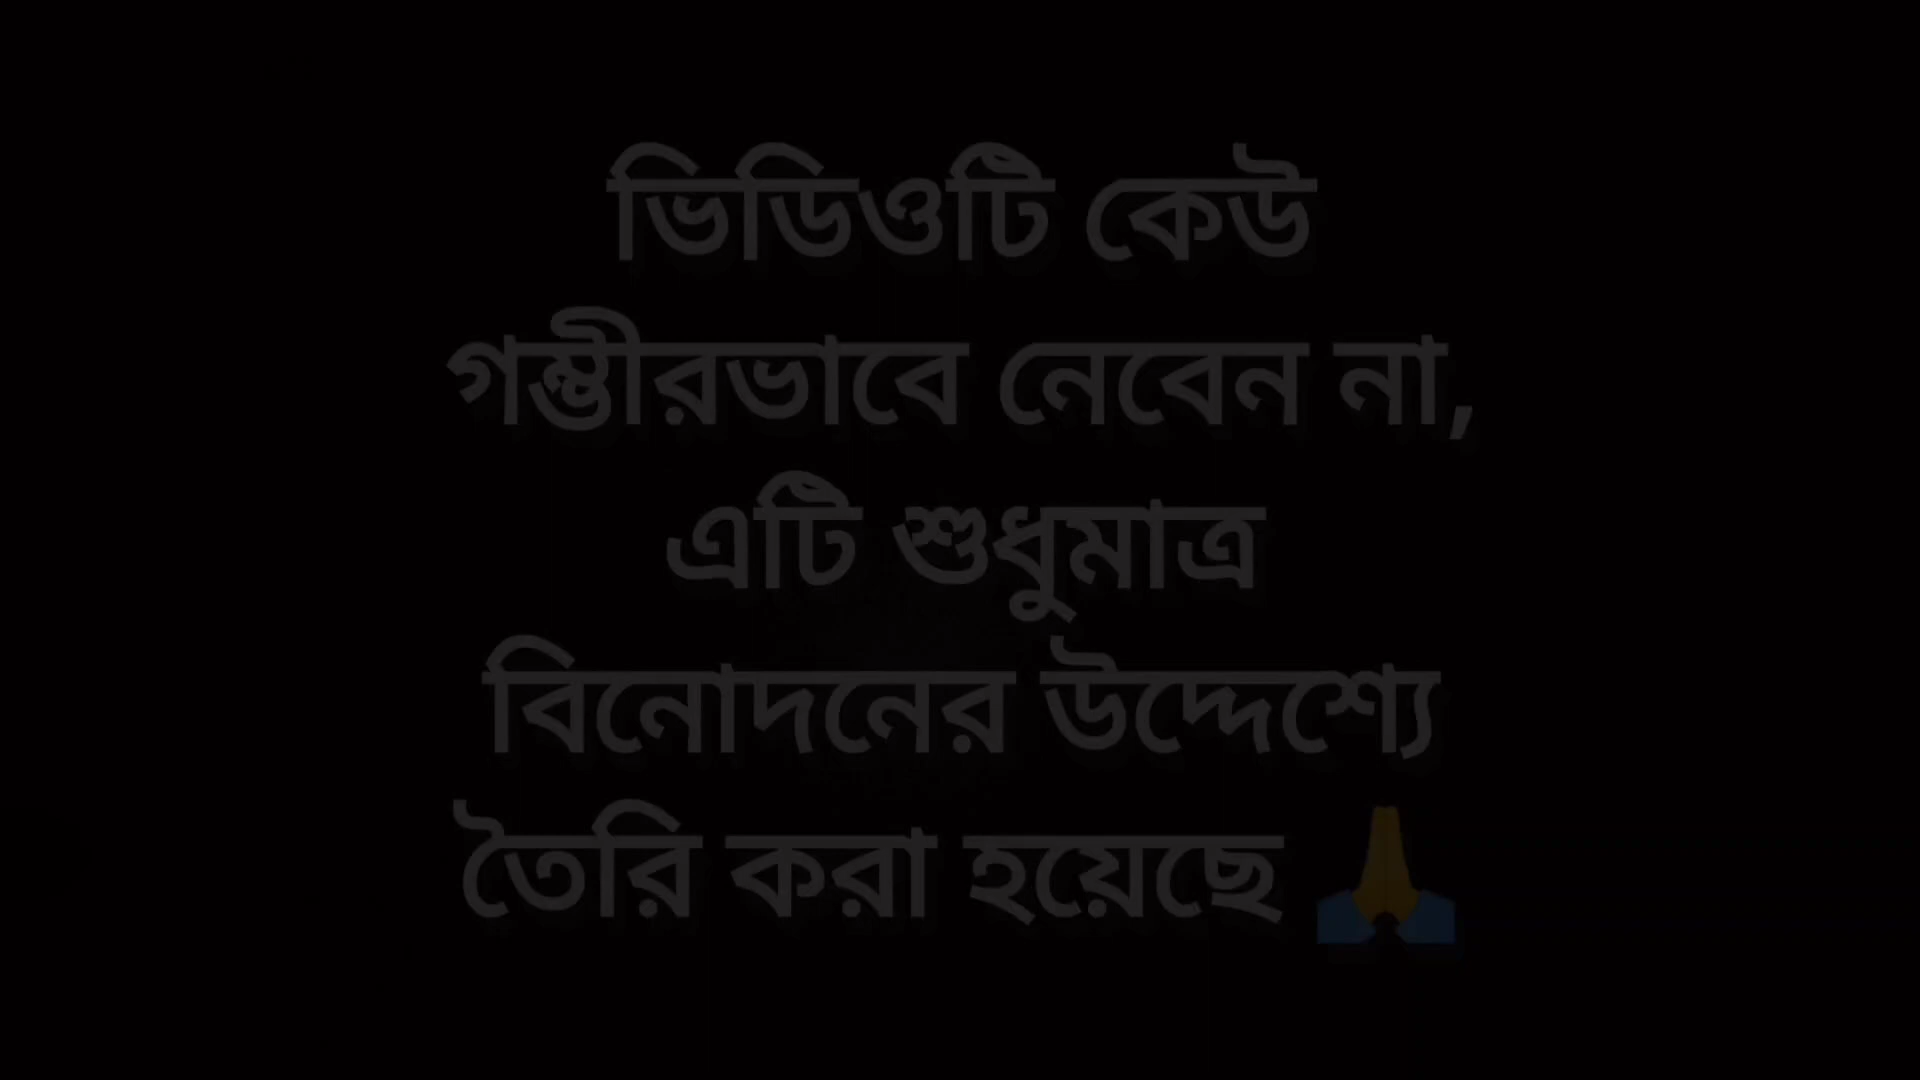 ভিডিওটি কেউ
গম্ভীরভাবে নেবেন না,
এটি শুধুমাত্র
বিনোদনের উদ্দেশ্যে
তৈরি করা হয়েছে 🙏